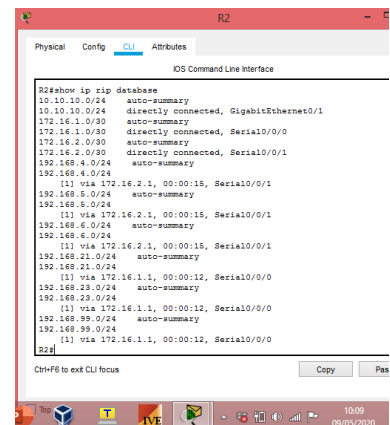 R2
Physical Config CLI Attributes
IOS Command Line Interface
R2#show ip rip database
10.10.10.0/24 auto-summary
10.10.10.0/24 directly connected, GigabitEthernet0/1
172.16.1.0/30 auto-summary
172.16.1.0/30 directly connected, Serial0/0/0
172.16.2.0/30 auto-summary
172.16.2.0/30 directly connected, Serial0/0/1
192.168.4.0/24 auto-summary
192.168.4.0/24
[1] via 172.16.2.1, 00:00:15, Serial0/0/1
192.168.5.0/24 auto-summary
192.168.5.0/24
[1] via 172.16.2.1, 00:00:15, Serial0/0/1
192.168.6.0/24 auto-summary
192.168.6.0/24
[1] via 172.16.2.1, 00:00:15, Serial0/0/1
192.168.21.0/24 auto-summary
192.168.21.0/24
[1] via 172.16.1.1, 00:00:12, Serial0/0/0
192.168.23.0/24 auto-summary
192.168.23.0/24
[1] via 172.16.1.1, 00:00:12, Serial0/0/0
192.168.99.0/24 auto-summary
192.168.99.0/24
[1] via 172.16.1.1, 00:00:12, Serial0/0/0
R2#
Ctrl+F6 to exit CLI focus
Copy Pas
Top T IVE 10:09
09/05/2020